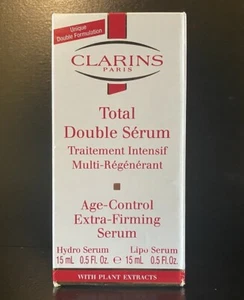 Unique
Double Formulation
CLARINS
PARIS
Total
Double Sérum
Traitement Intensif
Multi-Régénérant
Age-Control
Extra-Firming
Serum
Hydro Serum Lipo Serum
15 mL 0.5 Fl. Oz. e 15 mL 0.5 Fl.Oz.
WITH PLANT EXTRACTS